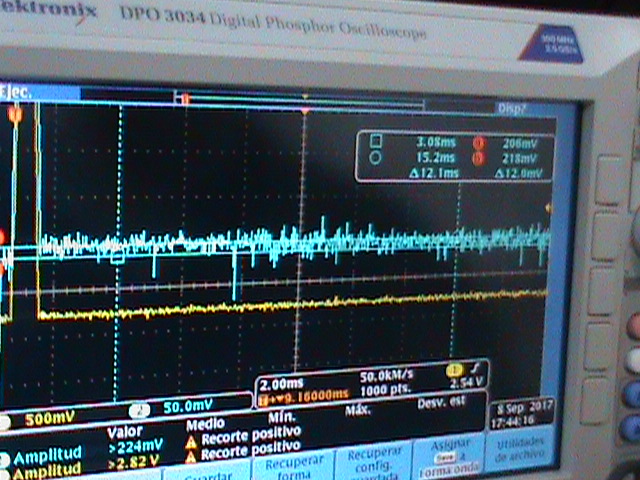 ektronix DPO 3034 Digital Phosphor Oscilloscope
300 MHz
2.5 GS/s
Ejec.
Disp?
3.08ms 206mV
15.2ms 218mV
Δ12.1ms Δ12.0mV
2.00ms 50.0kM/s 1 2.54 V
9.16000ms 1000 pts.
500mV 2 50.0mV
Valor Medio Mín. Máx. Desv. est
Amplitud >224mV Recorte positivo
Amplitud >2.82 V Recorte positivo
8 Sep 2017
17:44:16
Guardar
Recuperar
forma
Recuperar
config.
guardada
Asignar
Save a
Forma onda
Utilidades
de archivo